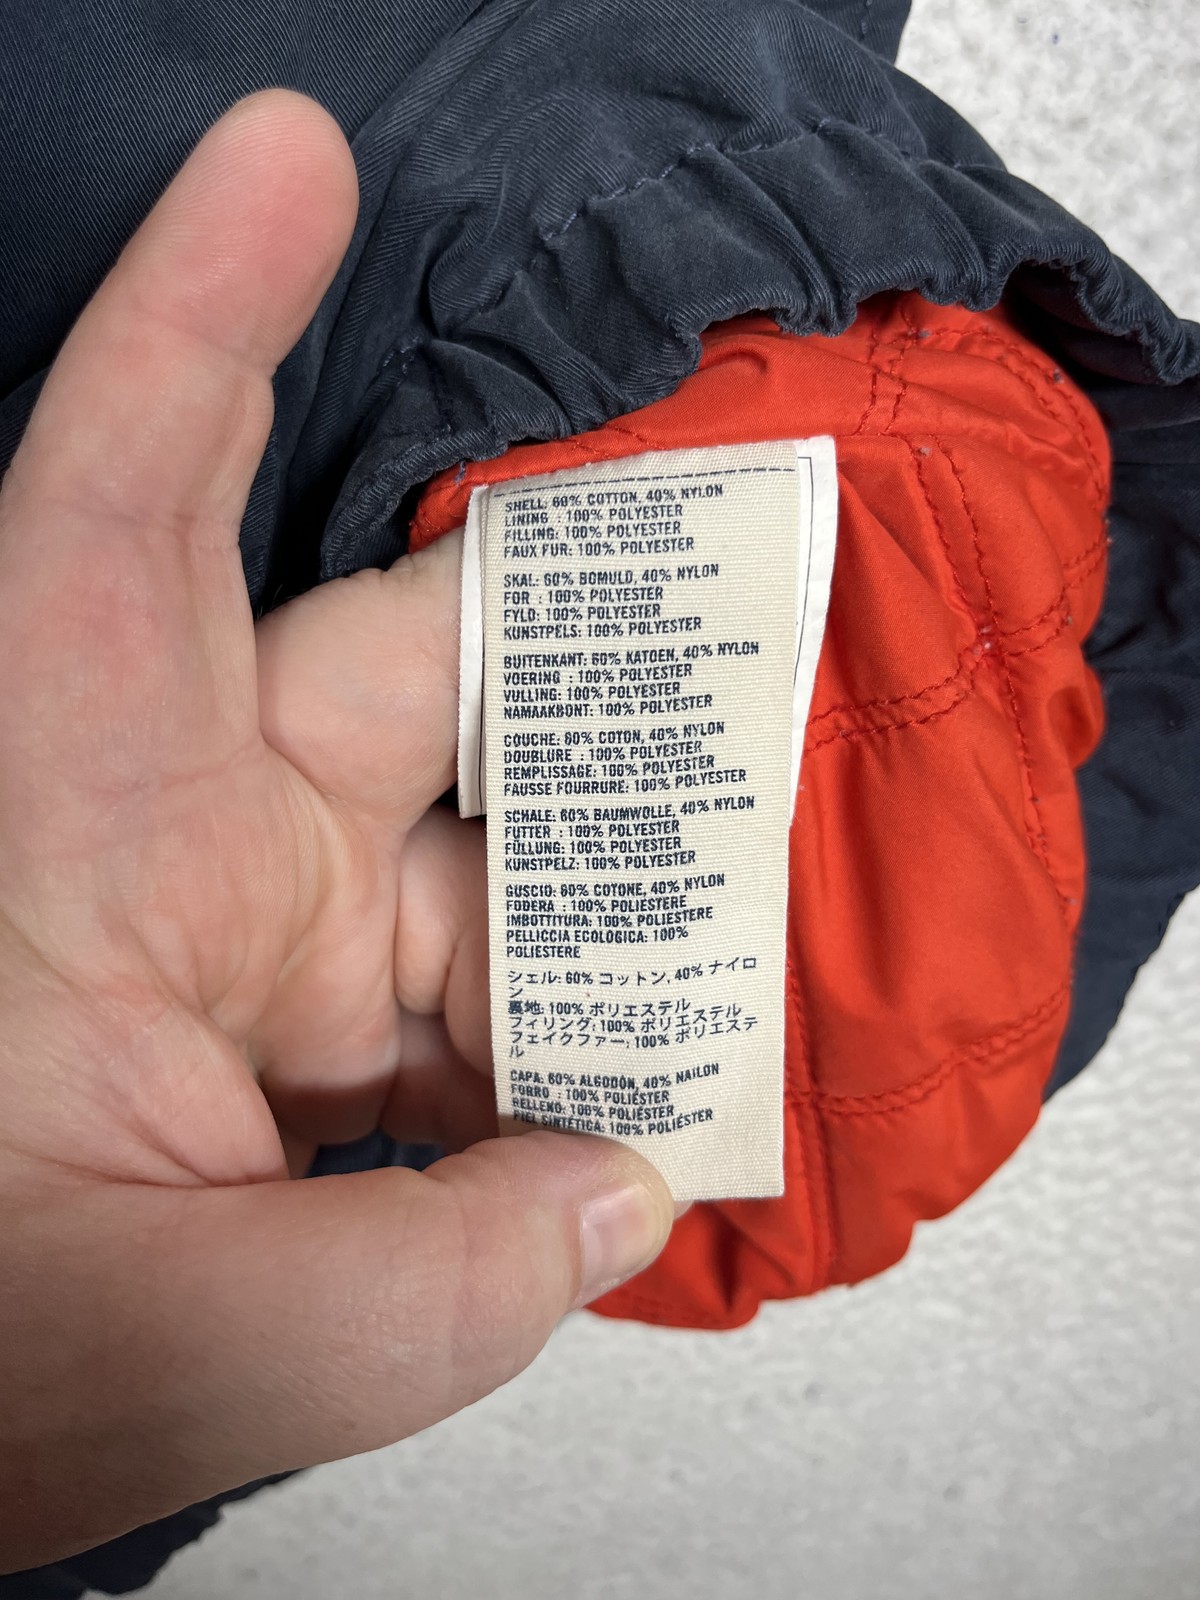 SHELL: 60% COTTON, 40% NYLON
LINING : 100% POLYESTER
FILLING: 100% POLYESTER
FAUX FUR: 100% POLYESTER
SKAL: 60% BOMULD, 40% NYLON
FOR : 100% POLYESTER
FYLD: 100% POLYESTER
KUNSTPELS: 100% POLYESTER
BUITENKANT: 60% KATOEN, 40% NYLON
VOERING : 100% POLYESTER
VULLING: 100% POLYESTER
NAMAAKBONT: 100% POLYESTER
COUCHE: 60% COTON, 40% NYLON
DOUBLURE : 100% POLYESTER
REMPLISSAGE: 100% POLYESTER
FAUSSE FOURRURE: 100% POLYESTER
SCHALE: 60% BAUMWOLLE, 40% NYLON
FUTTER : 100% POLYESTER
FÜLLUNG: 100% POLYESTER
KUNSTPELZ: 100% POLYESTER
GUSCIO: 60% COTONE, 40% NYLON
FODERA : 100% POLIESTERE
IMBOTTITURA: 100% POLIESTERE
PELLICCIA ECOLOGICA: 100%
POLIESTERE
シェル: 60% コットン, 40% ナイロ
ン
裏地: 100% ポリエステル
フィリング: 100% ポリエステル
フェイクファー: 100% ポリエステ
ル
CAPA: 60% ALGODÓN, 40% NAILON
FORRO : 100% POLIÉSTER
RELLENO: 100% POLIÉSTER
PIEL SINTÉTICA: 100% POLIÉSTER